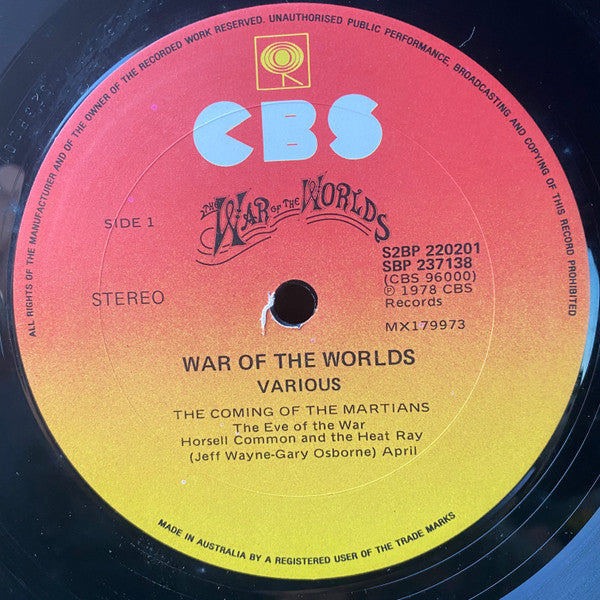 ALL RIGHTS OF THE MANUFACTURER AND OF THE OWNER OF THE RECORDED WORK RESERVED. UNAUTHORISED PUBLIC PERFORMANCE, BROADCASTING AND COPYING OF THIS RECORD PROHIBITED
CBS
SIDE 1
THE WAR OF THE WORLDS
S2BP 220201
SBP 237138
(CBS 96000)
℗ 1978 CBS
Records
STEREO
MX179973
WAR OF THE WORLDS
VARIOUS
THE COMING OF THE MARTIANS
The Eve of the War
Horsell Common and the Heat Ray
(Jeff Wayne-Gary Osborne) April
MADE IN AUSTRALIA BY A REGISTERED USER OF THE TRADE MARKS